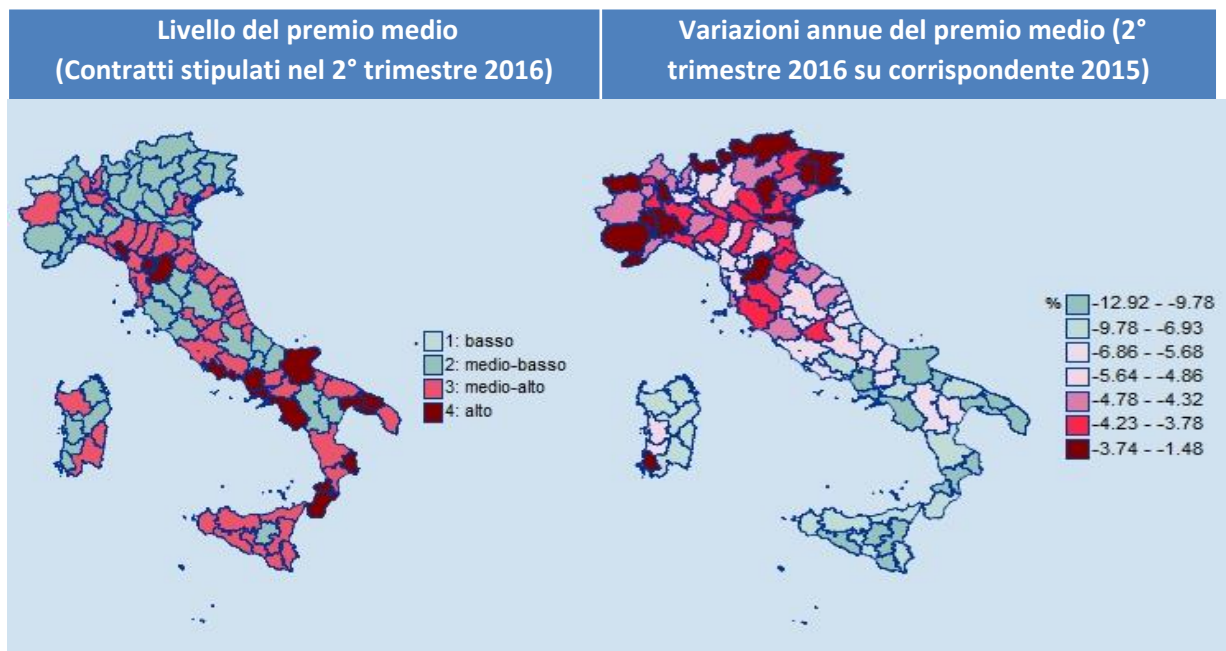 Livello del premio medio
(Contratti stipulati nel 2° trimestre 2016)
Variazioni annue del premio medio (2°
trimestre 2016 su corrispondente 2015)
1: basso
2: medio-basso
3: medio-alto
4: alto
% -12.92 - -9.78
-9.78 - -6.93
-6.86 - -5.68
-5.64 - -4.86
-4.78 - -4.32
-4.23 - -3.78
-3.74 - -1.48